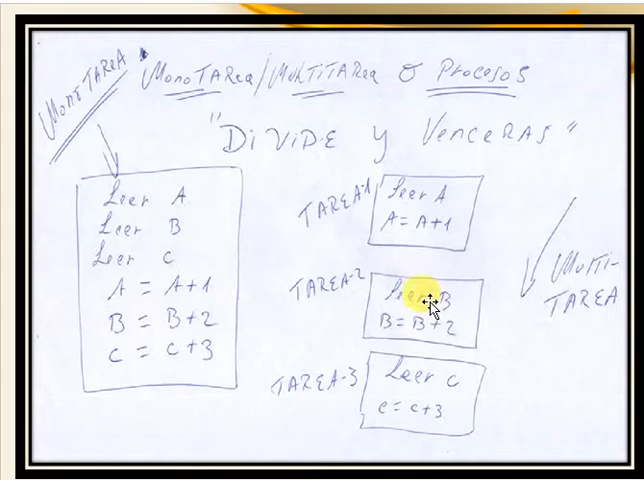 MonoTAReA
MonoTARea/MULTiTARea o Procesos
"DiViDE y VenceRAS"
Leer A
Leer B
Leer C
A = A+1
B = B+2
C = C+3
TAREA-1
Leer A
A = A+1
TAREA-2
Leer B
B = B+2
TAREA-3
Leer C
C = C+3
MulTi-
TAREA